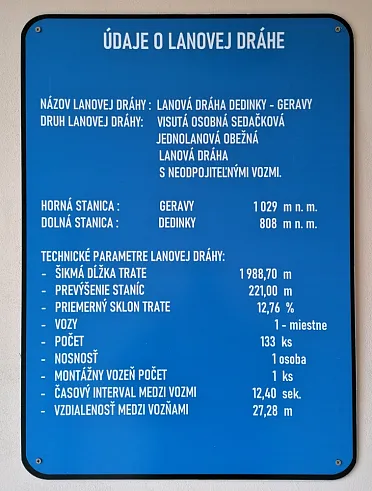 ÚDAJE O LANOVEJ DRÁHE
NÁZOV LANOVEJ DRÁHY : LANOVÁ DRÁHA DEDINKY - GERAVY
DRUH LANOVEJ DRÁHY: VISUTÁ OSOBNÁ SEDAČKOVÁ
JEDNOLANOVÁ OBEŽNÁ
LANOVÁ DRÁHA
S NEODPOJITEĽNÝMI VOZMI.
HORNÁ STANICA : GERAVY 1 029 m n. m.
DOLNÁ STANICA : DEDINKY 808 m n. m.
TECHNICKÉ PARAMETRE LANOVEJ DRÁHY:
- ŠIKMÁ DĹŽKA TRATE 1 988,70 m
- PREVÝŠENIE STANÍC 221,00 m
- PRIEMERNÝ SKLON TRATE 12,76 %
- VOZY 1 - miestne
- POČET 133 ks
- NOSNOSŤ 1 osoba
- MONTÁŽNY VOZEŇ POČET 1 ks
- ČASOVÝ INTERVAL MEDZI VOZMI 12,40 sek.
- VZDIALENOSŤ MEDZI VOZŇAMI 27,28 m